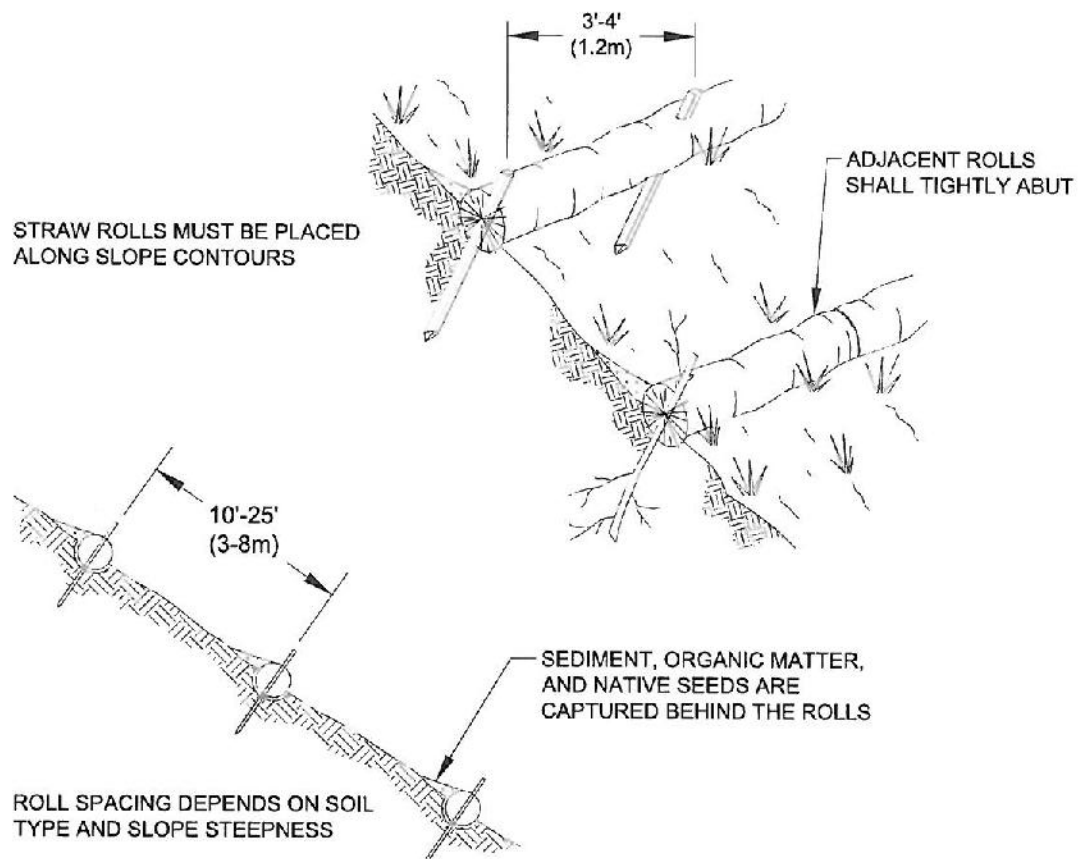 3'-4'
(1.2m)
ADJACENT ROLLS
SHALL TIGHTLY ABUT
STRAW ROLLS MUST BE PLACED
ALONG SLOPE CONTOURS
10'-25'
(3-8m)
SEDIMENT, ORGANIC MATTER,
AND NATIVE SEEDS ARE
CAPTURED BEHIND THE ROLLS
ROLL SPACING DEPENDS ON SOIL
TYPE AND SLOPE STEEPNESS